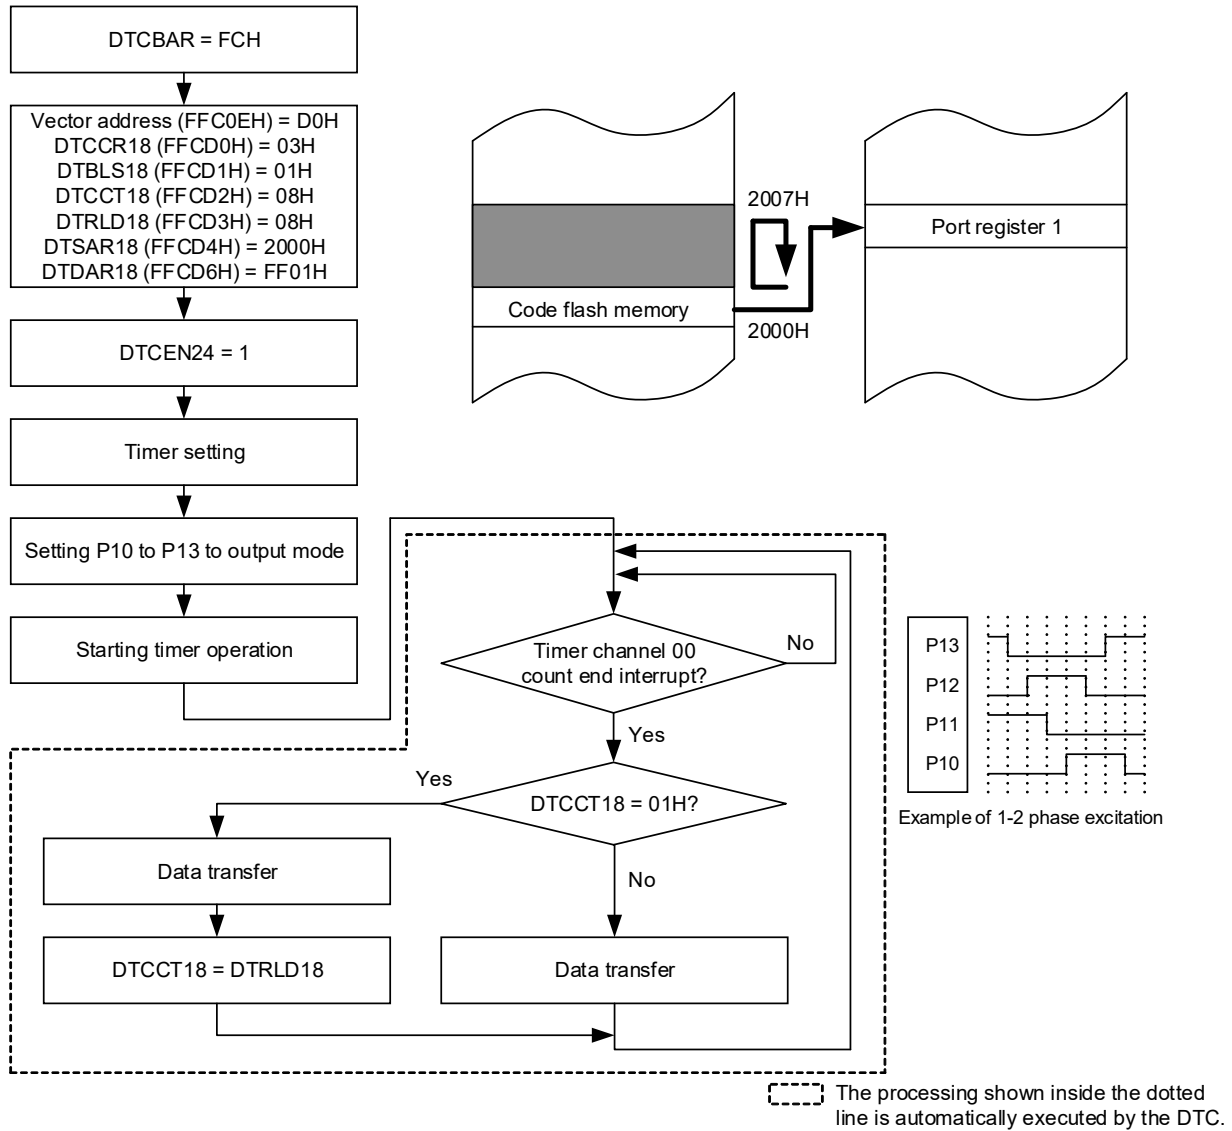 DTCBAR = FCH
Vector address (FFC0EH) = D0H
DTCCR18 (FFCD0H) = 03H
DTBLS18 (FFCD1H) = 01H
DTCCT18 (FFCD2H) = 08H
DTRLD18 (FFCD3H) = 08H
DTSAR18 (FFCD4H) = 2000H
DTDAR18 (FFCD6H) = FF01H
DTCEN24 = 1
Timer setting
Setting P10 to P13 to output mode
Starting timer operation
2007H
Port register 1
Code flash memory
2000H
Timer channel 00
count end interrupt?
No
Yes
DTCCT18 = 01H?
Yes
No
Data transfer
DTCCT18 = DTRLD18
Data transfer
P13
P12
P11
P10
Example of 1-2 phase excitation
The processing shown inside the dotted
line is automatically executed by the DTC.